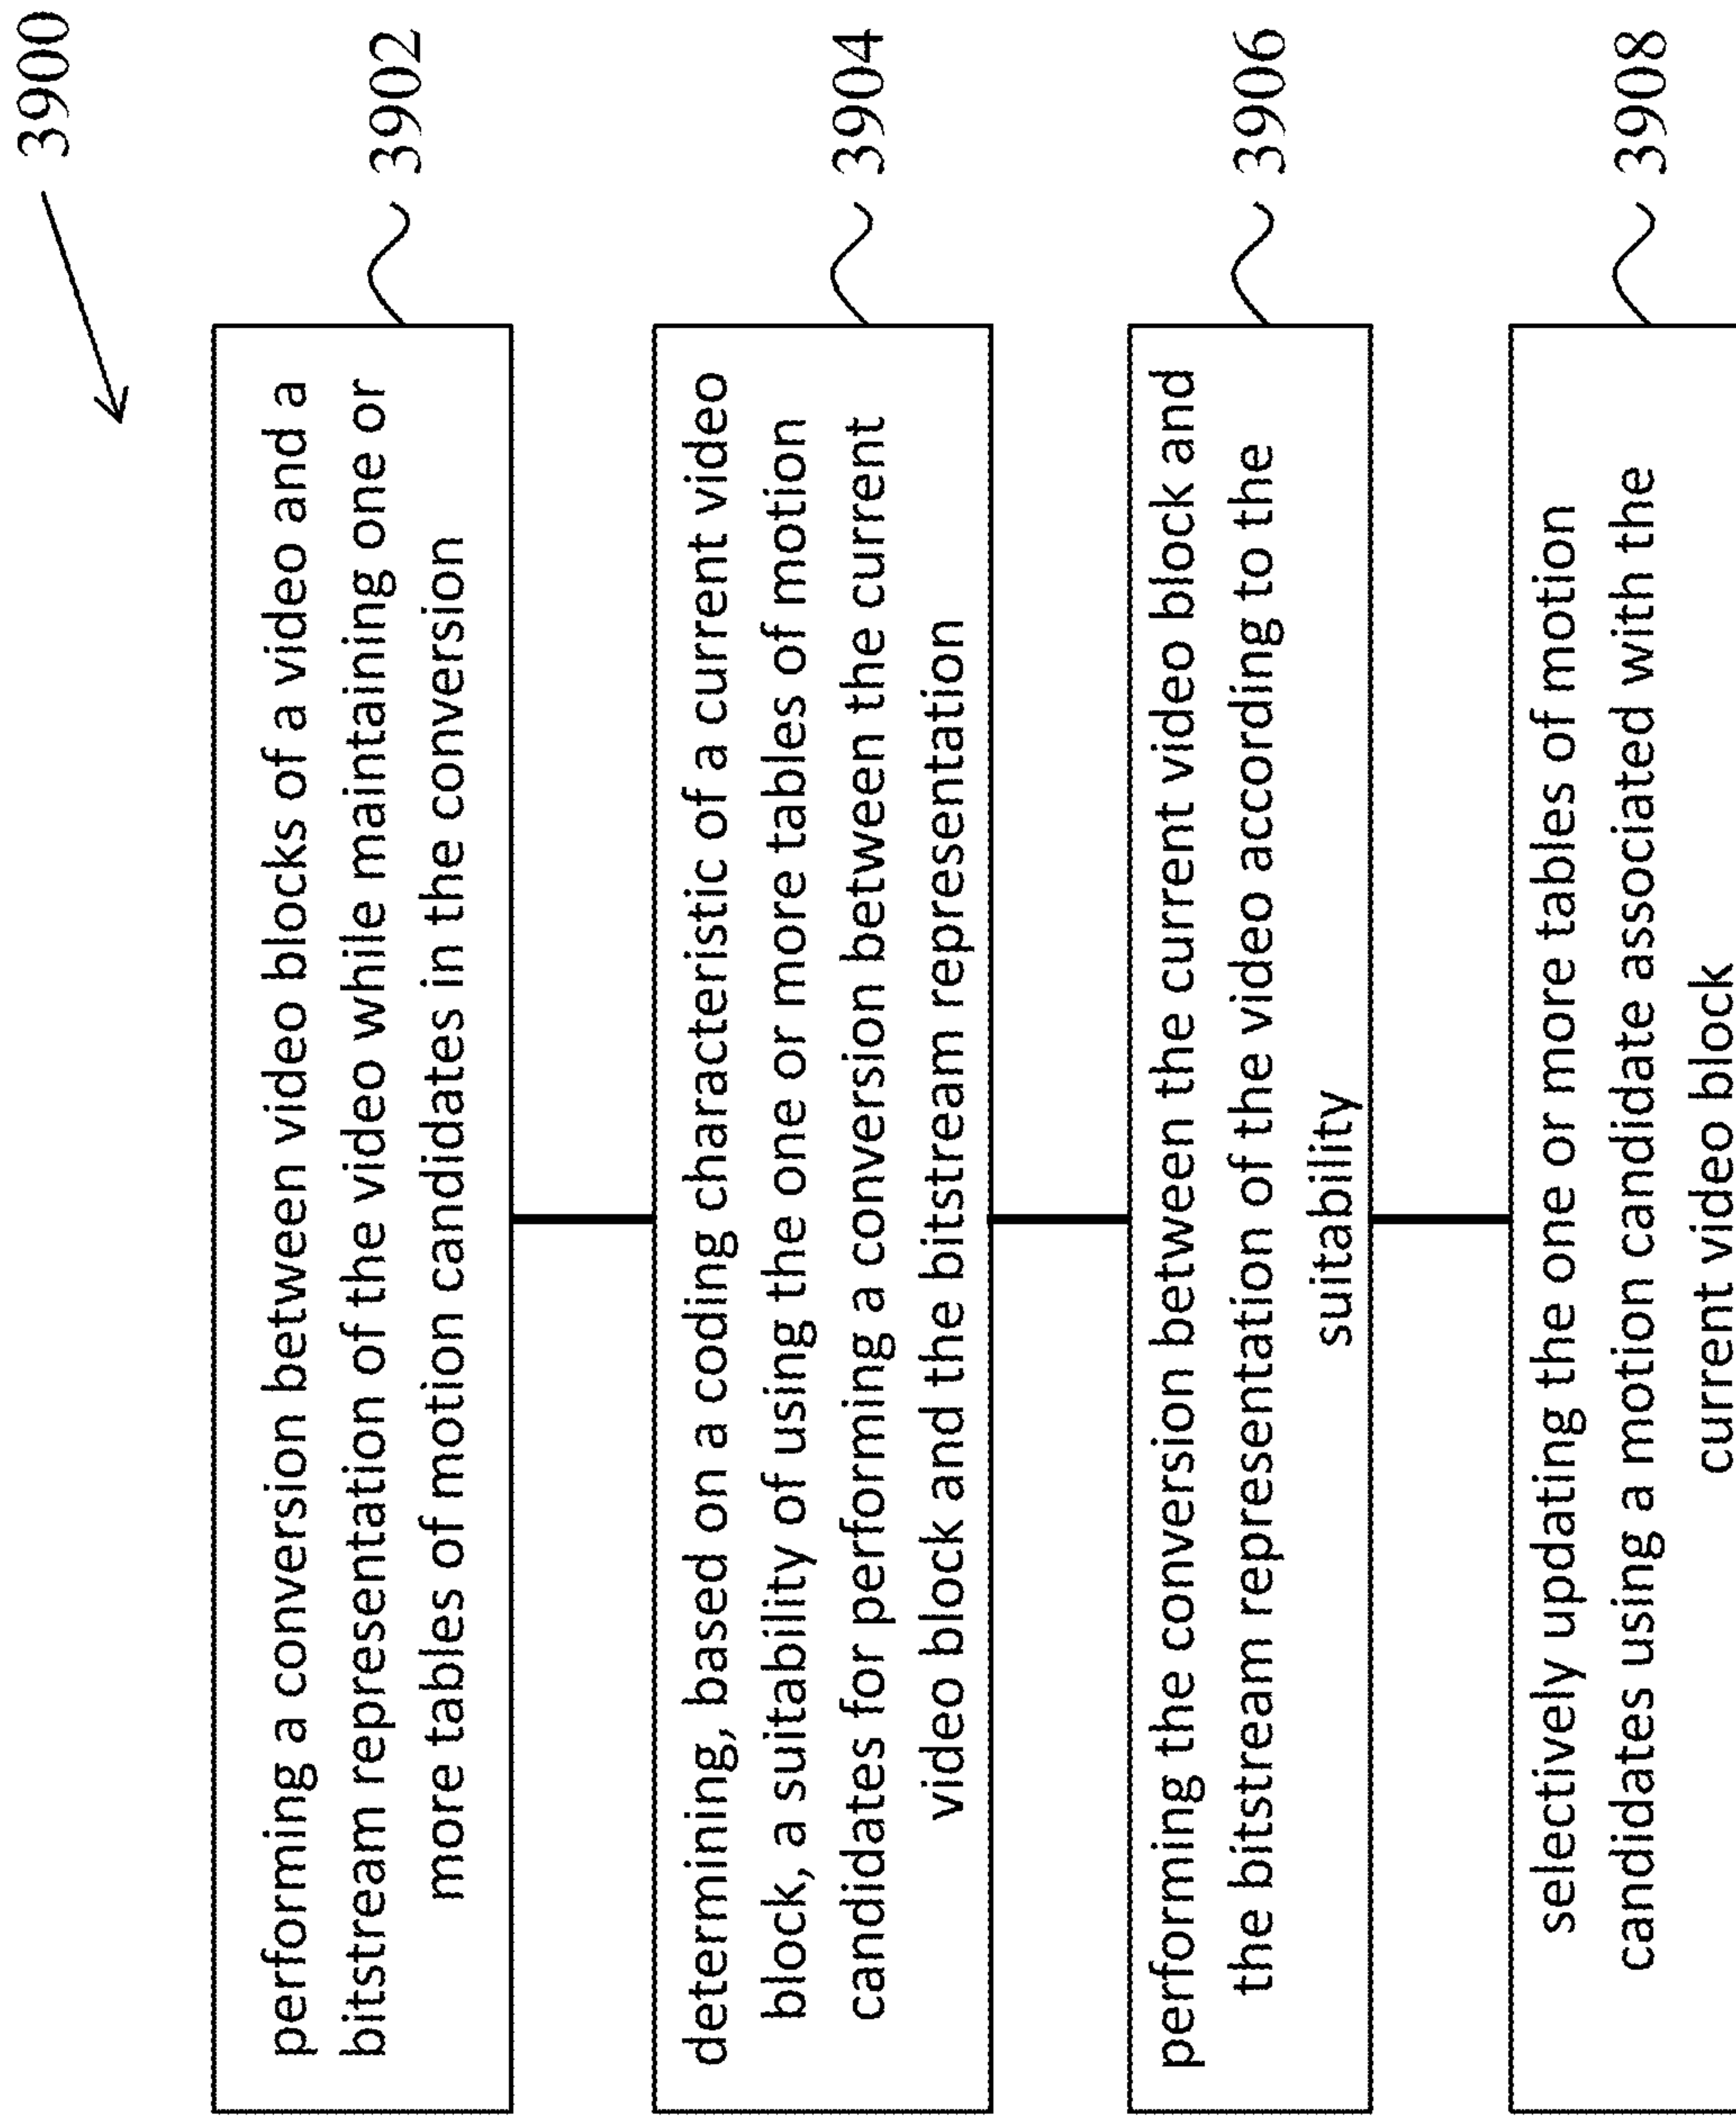 3900
performing a conversion between video blocks of a video and a
bitstream representation of the video while maintaining one or
more tables of motion candidates in the conversion
3902
determining, based on a coding characteristic of a current video
block, a suitability of using the one or more tables of motion
candidates for performing a conversion between the current
video block and the bitstream representation
3904
performing the conversion between the current video block and
the bitstream representation of the video according to the
suitability
3906
selectively updating the one or more tables of motion
candidates using a motion candidate associated with the
current video block
3908